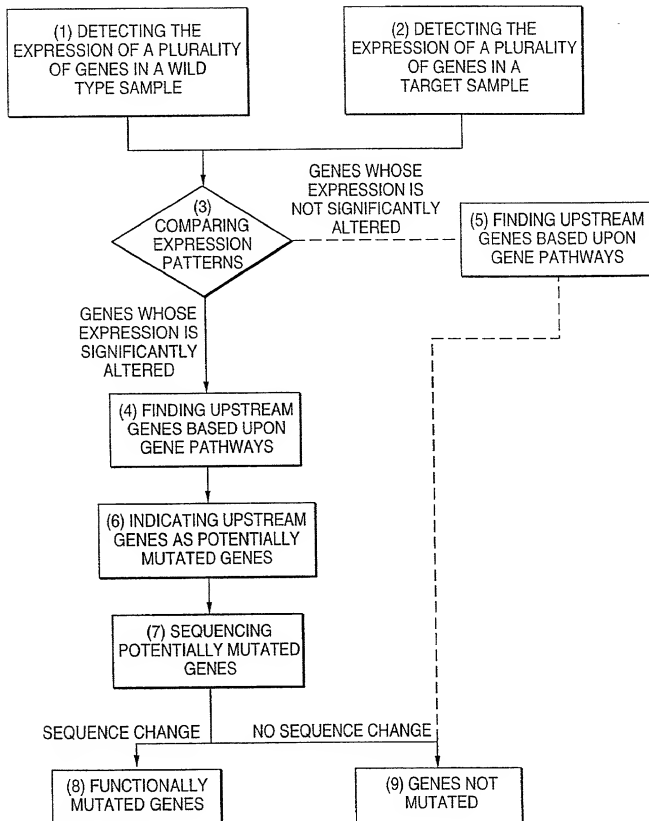 (1) DETECTING THE
EXPRESSION OF A PLURALITY
OF GENES IN A WILD
TYPE SAMPLE
(2) DETECTING THE
EXPRESSION OF A PLURALITY
OF GENES IN A
TARGET SAMPLE
(3)
COMPARING
EXPRESSION
PATTERNS
GENES WHOSE
EXPRESSION IS
NOT SIGNIFICANTLY
ALTERED
(5) FINDING UPSTREAM
GENES BASED UPON
GENE PATHWAYS
GENES WHOSE
EXPRESSION IS
SIGNIFICANTLY
ALTERED
(4) FINDING UPSTREAM
GENES BASED UPON
GENE PATHWAYS
(6) INDICATING UPSTREAM
GENES AS POTENTIALLY
MUTATED GENES
(7) SEQUENCING
POTENTIALLY MUTATED
GENES
SEQUENCE CHANGE
NO SEQUENCE CHANGE
(8) FUNCTIONALLY
MUTATED GENES
(9) GENES NOT
MUTATED